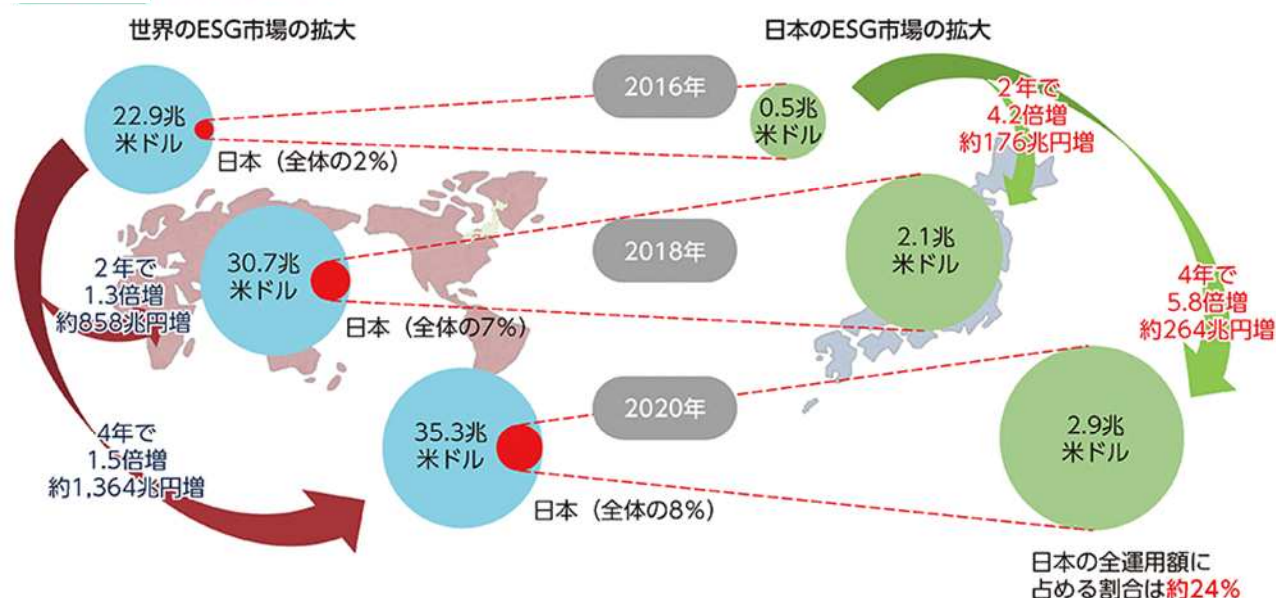 世界のESG市場の拡大
日本のESG市場の拡大
2016年
22.9兆
米ドル
日本（全体の2%）
0.5兆
米ドル
2年で
4.2倍増
約176兆円増
2018年
30.7兆
米ドル
日本（全体の7%）
2.1兆
米ドル
2年で
1.3倍増
約858兆円増
4年で
5.8倍増
約264兆円増
2020年
35.3兆
米ドル
日本（全体の8%）
2.9兆
米ドル
4年で
1.5倍増
約1,364兆円増
日本の全運用額に
占める割合は約24%